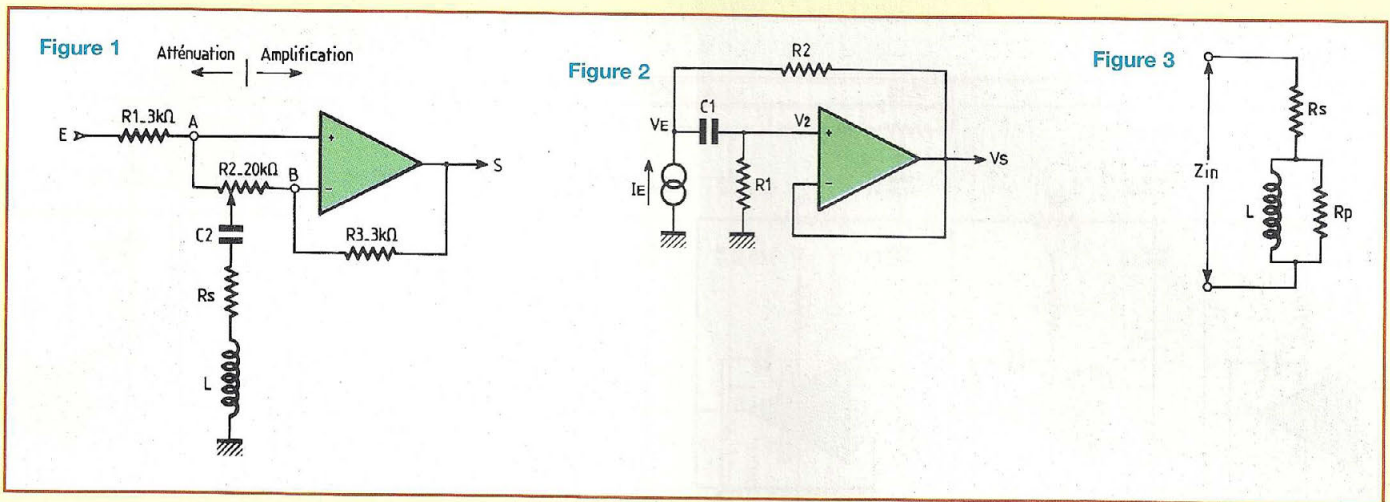 Figure 1
Atténuation
Amplification
E
R1_3kΩ
A
+
R2_20kΩ
B
-
S
C2
R3_3kΩ
Rs
L
Figure 2
R2
C1
VE
V2
+
Vs
IE
R1
-
Figure 3
Rs
Zin
L
Rp